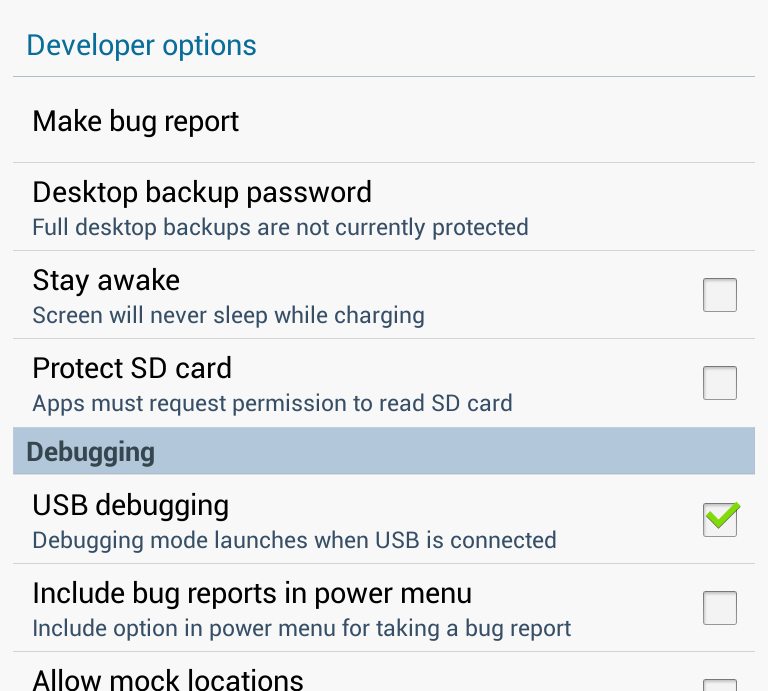 Developer options
Make bug report
Desktop backup password
Full desktop backups are not currently protected
Stay awake
Screen will never sleep while charging
Protect SD card
Apps must request permission to read SD card
Debugging
USB debugging
Debugging mode launches when USB is connected
Include bug reports in power menu
Include option in power menu for taking a bug report
Allow mock locations